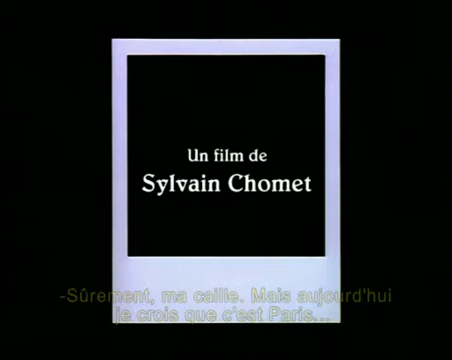 Un film de
Sylvain Chomet
-Sûrement, ma caille. Mais aujourd'hui
je crois que c'est Paris...